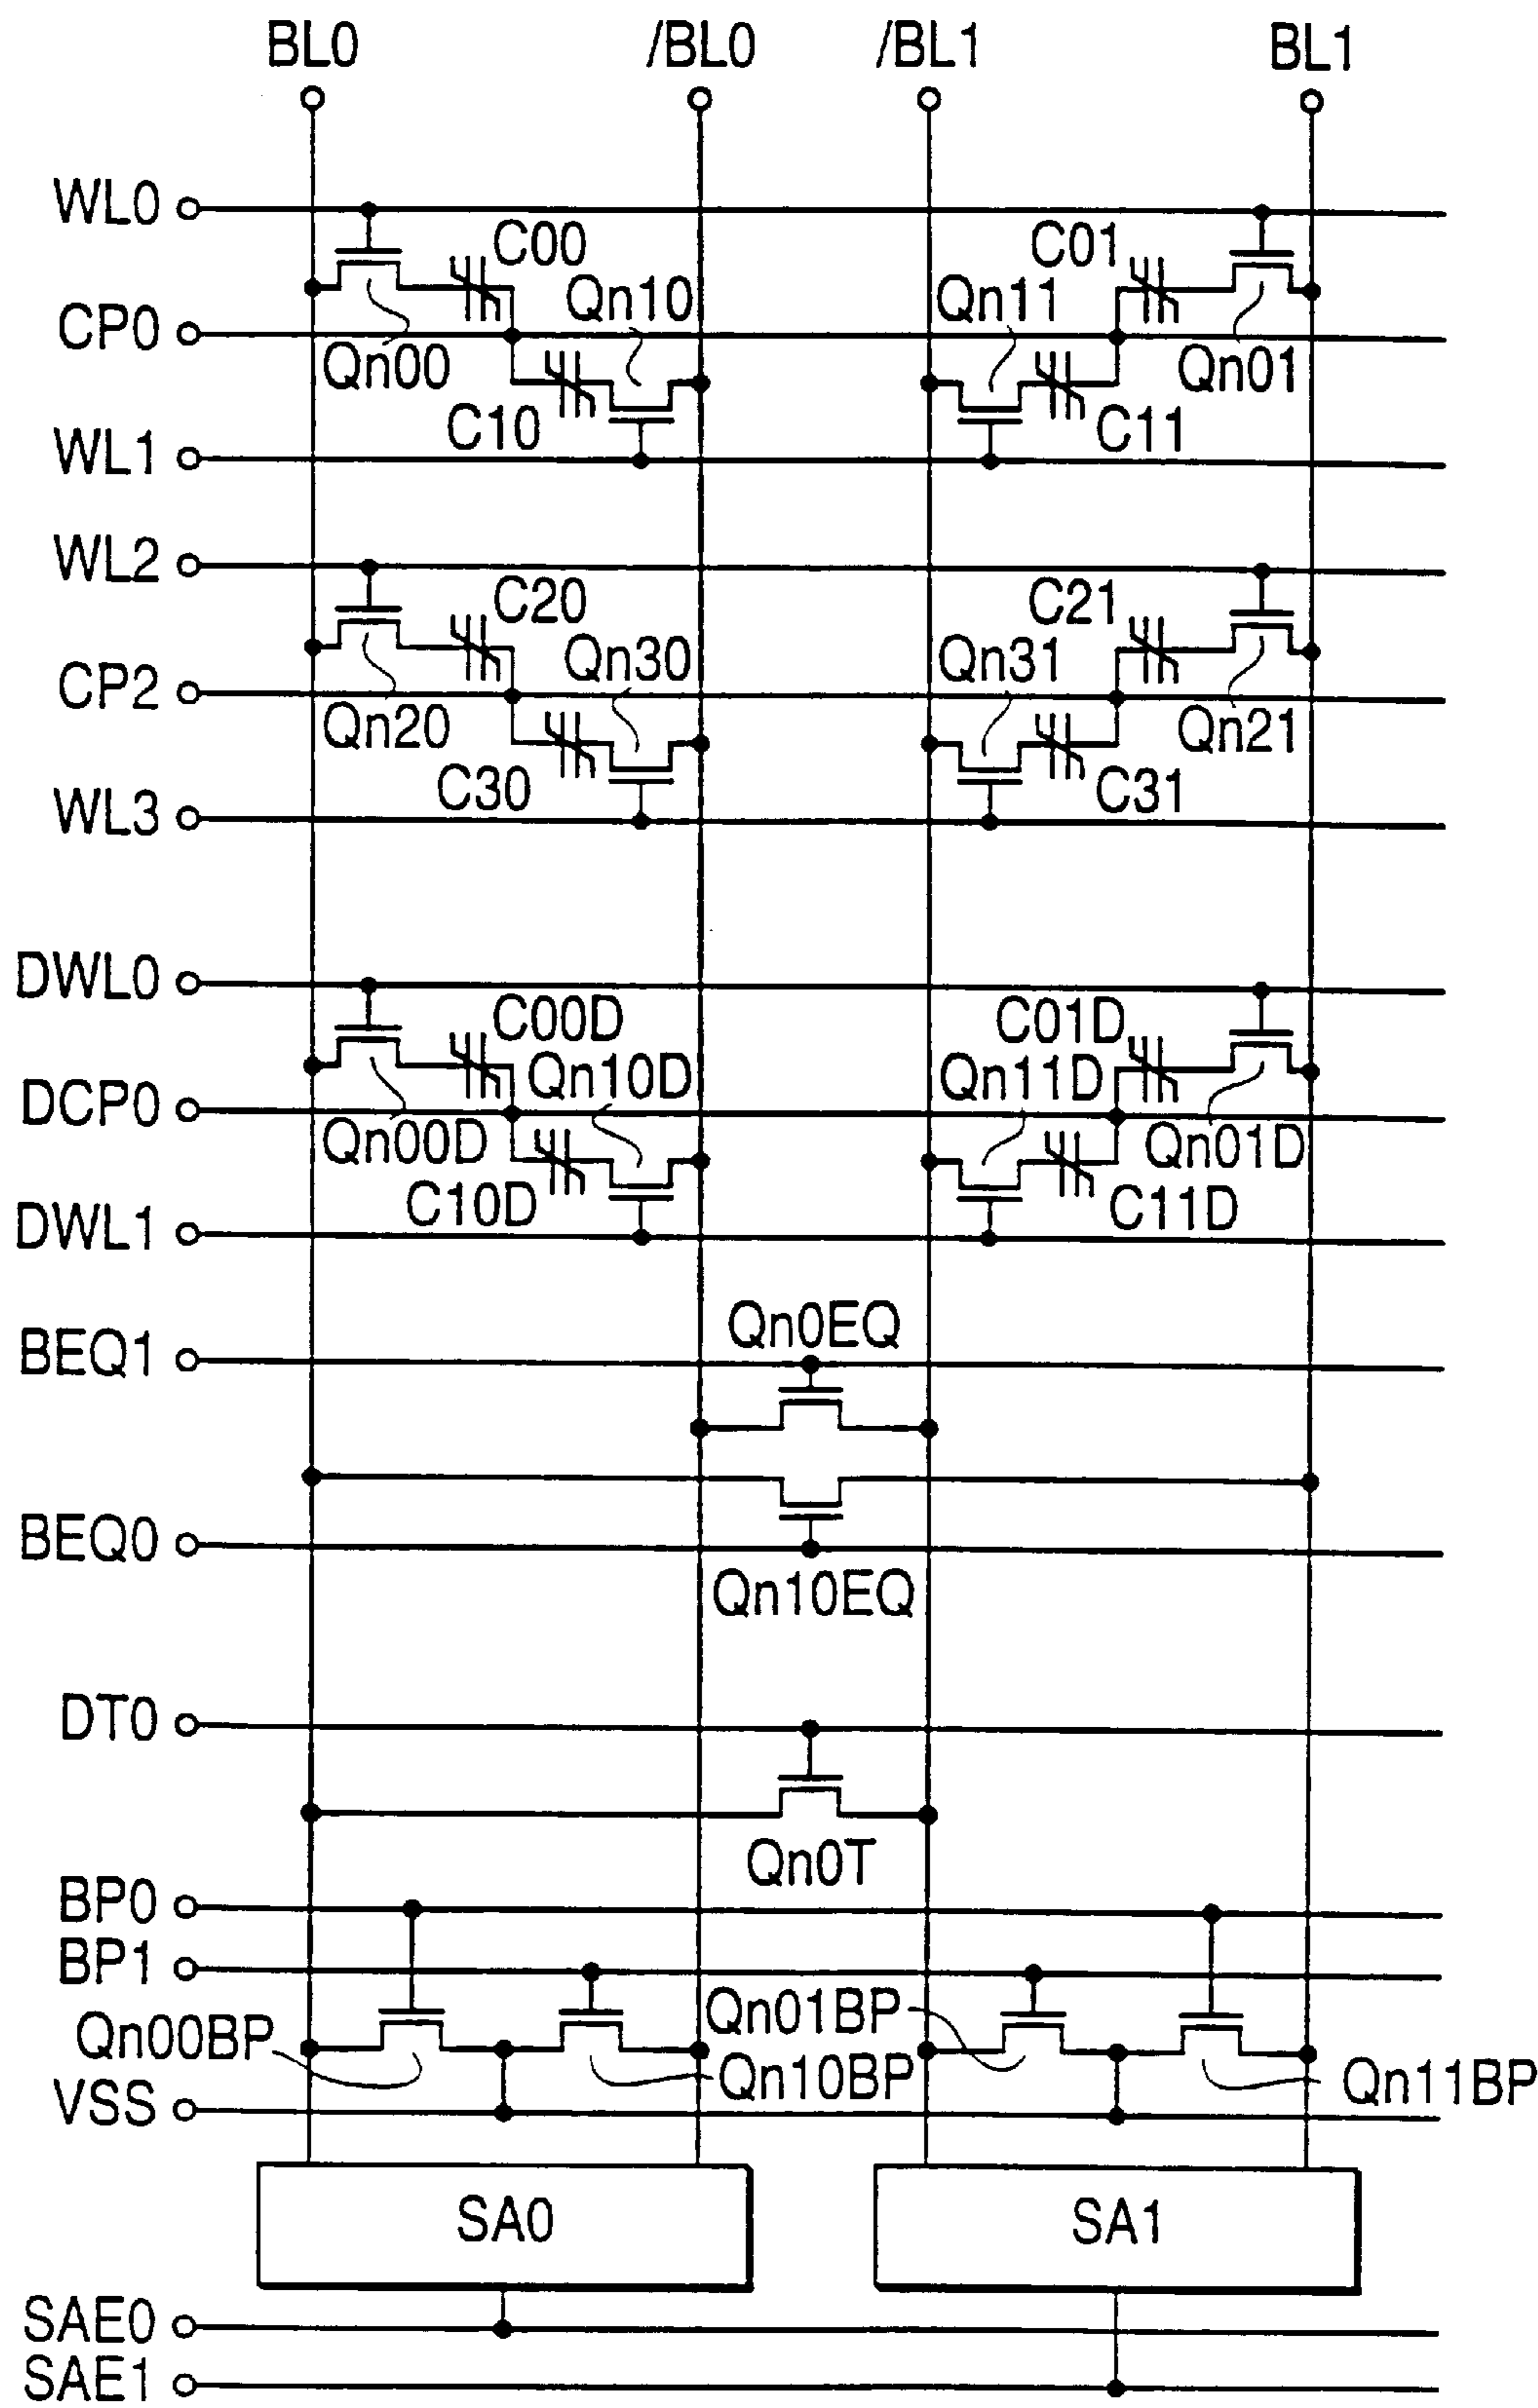 BL0 /BL0 /BL1 BL1
WL0
C00 C01
Qn10 Qn11
CP0
Qn00 Qn01
C10 C11
WL1
WL2
C20 C21
Qn30 Qn31
CP2
Qn20 Qn21
C30 C31
WL3
DWL0
C00D C01D
Qn10D Qn11D
DCP0
Qn00D Qn01D
C10D C11D
DWL1
Qn0EQ
BEQ1
BEQ0
Qn10EQ
DT0
Qn0T
BP0
BP1
Qn01BP
Qn00BP
Qn10BP Qn11BP
VSS
SA0 SA1
SAE0
SAE1